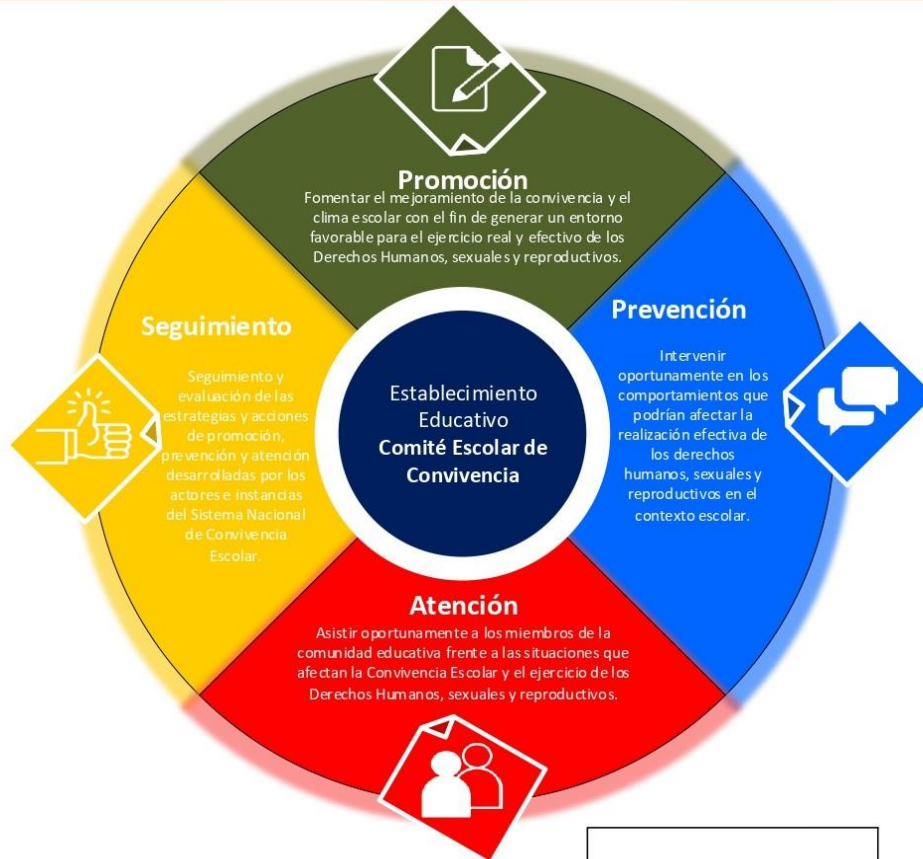 Promoción
Fomentar el mejoramiento de la convivencia y el
clima escolar con el fin de generar un entorno
favorable para el ejercicio real y efectivo de los
Derechos Humanos, sexuales y reproductivos.
Prevención
Intervenir
oportunamente en los
comportamientos que
podrían afectar la
realización efectiva de
los derechos
humanos, sexuales y
reproductivos en el
contexto escolar.
Seguimiento
Seguimiento y
evaluación de las
estrategias y acciones
de promoción,
prevención y atención
desarrolladas por los
actores e instancias
del Sistema Nacional
de Convivencia
Escolar.
Establecimiento
Educativo
Comité Escolar de
Convivencia
Atención
Asistir oportunamente a los miembros de la
comunidad educativa frente a las situaciones que
afectan la Convivencia Escolar y el ejercicio de los
Derechos Humanos, sexuales y reproductivos.